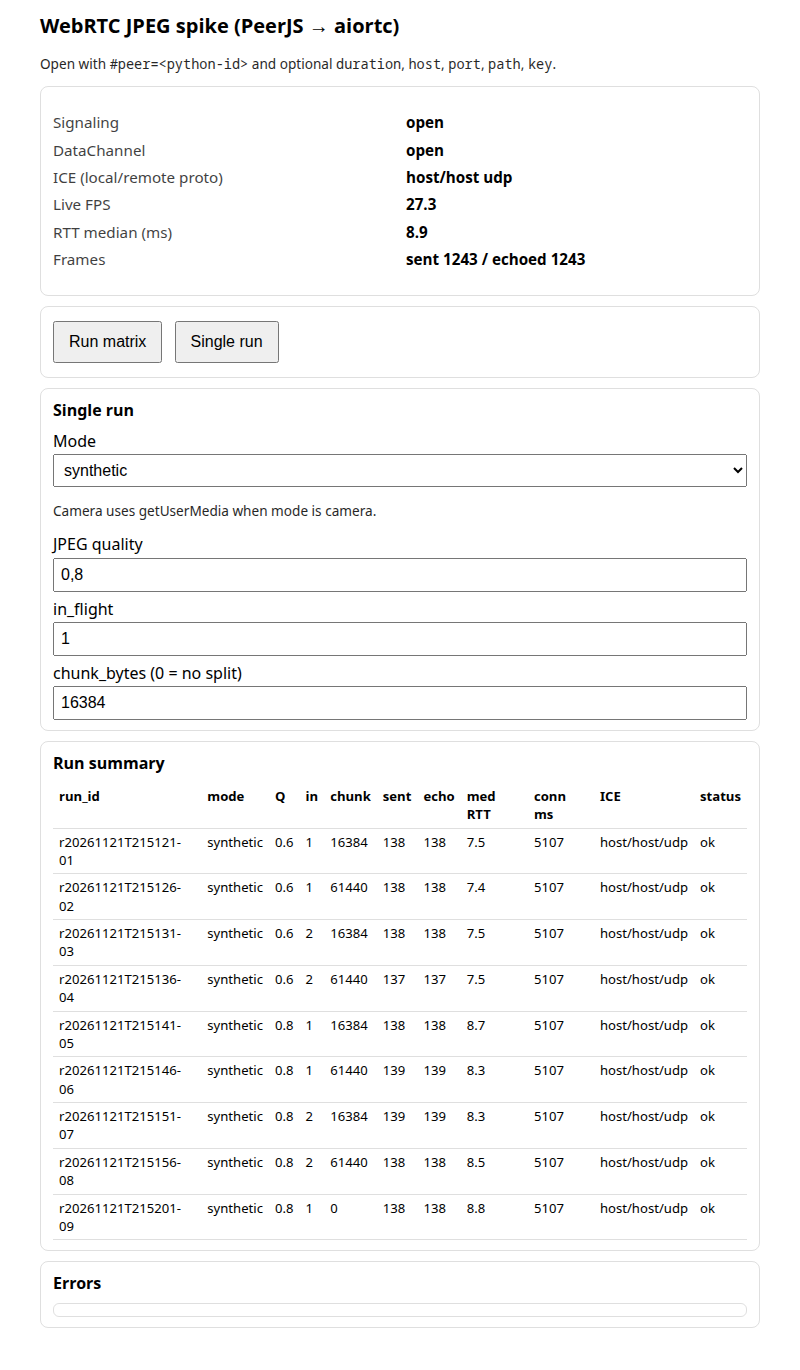 WebRTC JPEG spike (PeerJS → aiortc)
Open with #peer=<python-id> and optional duration, host, port, path, key.
Signaling open
DataChannel open
ICE (local/remote proto) host/host udp
Live FPS 27.3
RTT median (ms) 8.9
Frames sent 1243 / echoed 1243
Run matrix Single run
Single run
Mode
synthetic
Camera uses getUserMedia when mode is camera.
JPEG quality
0,8
in_flight
1
chunk_bytes (0 = no split)
16384
Run summary
run_id mode Q in chunk sent echo med RTT conn ms ICE status
r20261121T215121-01 synthetic 0.6 1 16384 138 138 7.5 5107 host/host/udp ok
r20261121T215126-02 synthetic 0.6 1 61440 138 138 7.4 5107 host/host/udp ok
r20261121T215131-03 synthetic 0.6 2 16384 138 138 7.5 5107 host/host/udp ok
r20261121T215136-04 synthetic 0.6 2 61440 137 137 7.5 5107 host/host/udp ok
r20261121T215141-05 synthetic 0.8 1 16384 138 138 8.7 5107 host/host/udp ok
r20261121T215146-06 synthetic 0.8 1 61440 139 139 8.3 5107 host/host/udp ok
r20261121T215151-07 synthetic 0.8 2 16384 139 139 8.3 5107 host/host/udp ok
r20261121T215156-08 synthetic 0.8 2 61440 138 138 8.5 5107 host/host/udp ok
r20261121T215201-09 synthetic 0.8 1 0 138 138 8.8 5107 host/host/udp ok
Errors